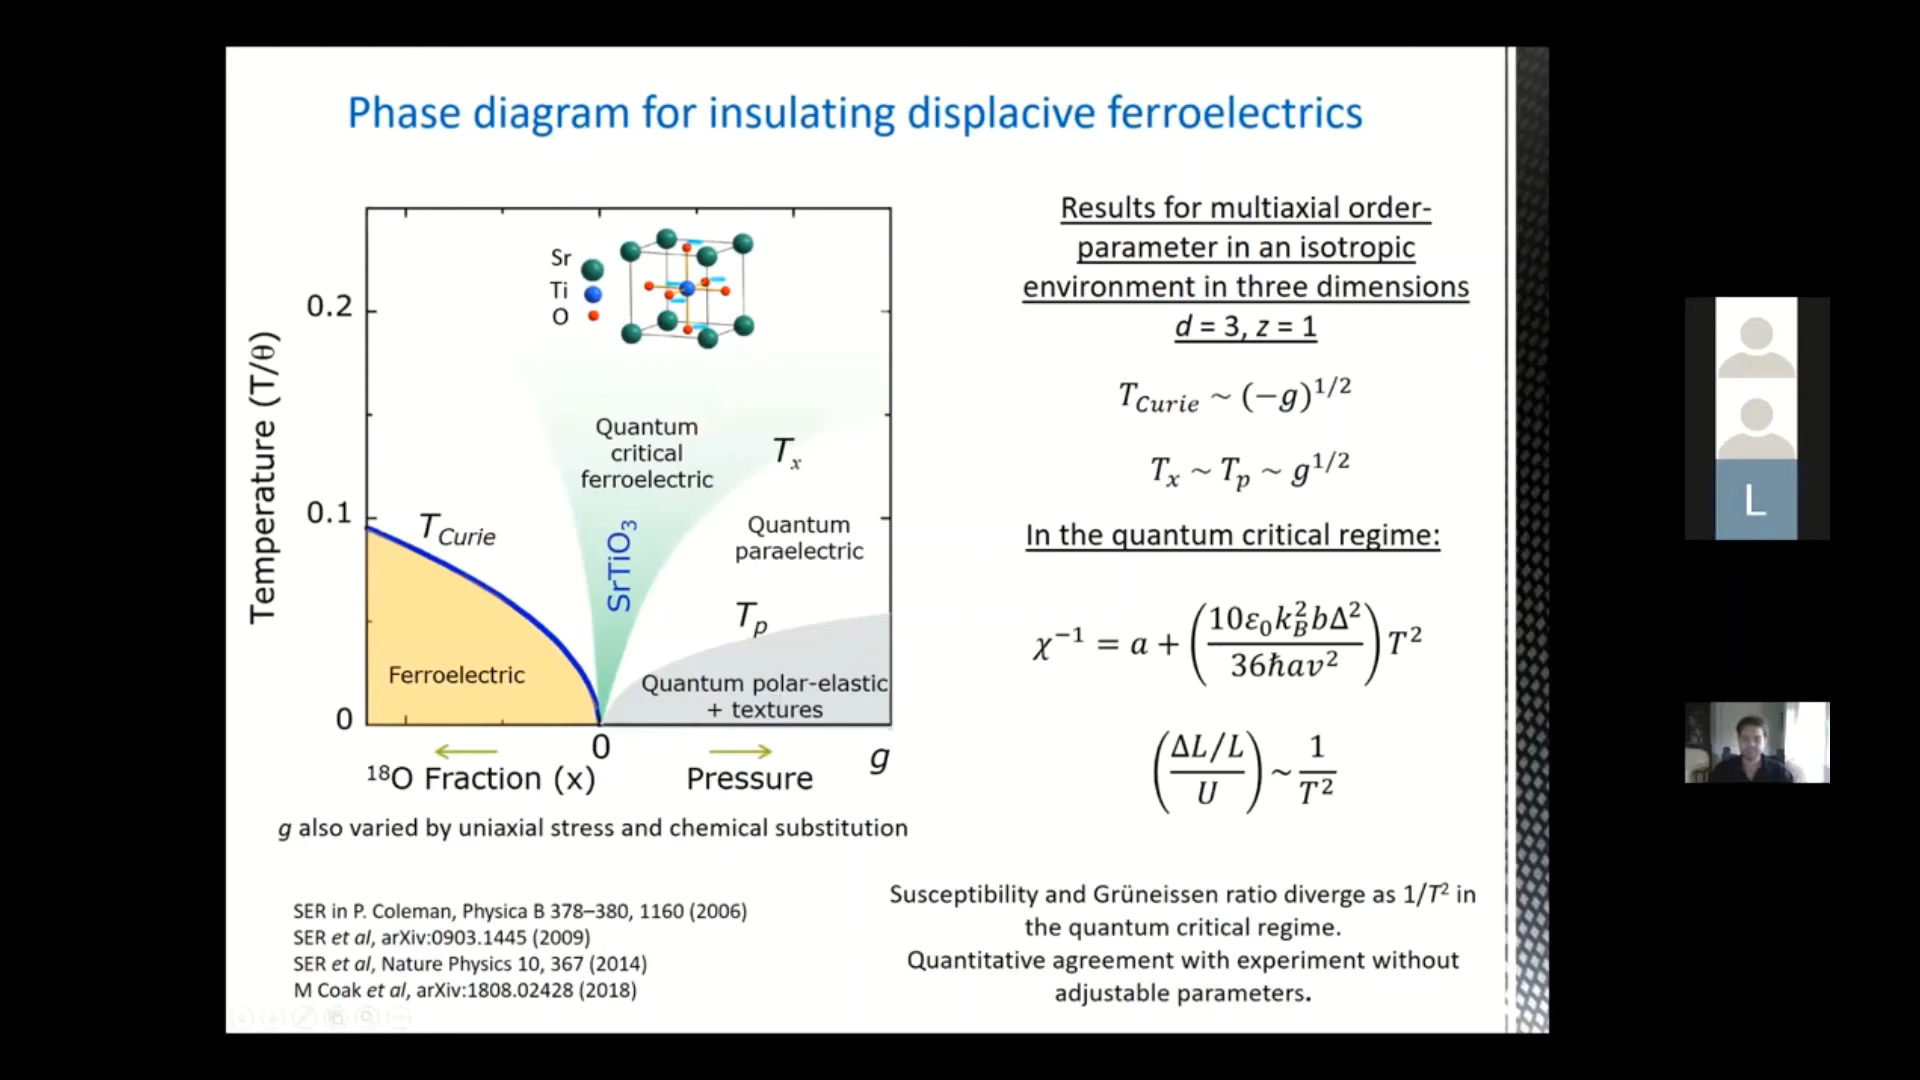 Phase diagram for insulating displacive ferroelectrics
Sr
Ti
O
0.2
0.1
0
Temperature (T/θ)
Quantum
critical
ferroelectric
Tₓ
T_Curie
SrTiO₃
Quantum
paraelectric
Tₚ
Ferroelectric
Quantum polar-elastic
+ textures
0
g
¹⁸O Fraction (x)
Pressure
g also varied by uniaxial stress and chemical substitution
SER in P. Coleman, Physica B 378–380, 1160 (2006)
SER et al, arXiv:0903.1445 (2009)
SER et al, Nature Physics 10, 367 (2014)
M Coak et al, arXiv:1808.02428 (2018)
Results for multiaxial order-
parameter in an isotropic
environment in three dimensions
d = 3, z = 1
T_Curie ~ (−g)^1/2
Tₓ ~ Tₚ ~ g^1/2
In the quantum critical regime:
χ⁻¹ = a + (10ε₀k_B²bΔ² / 36ħav²) T²
(ΔL/L / U) ~ 1 / T²
Susceptibility and Grüneissen ratio diverge as 1/T² in
the quantum critical regime.
Quantitative agreement with experiment without
adjustable parameters.
L